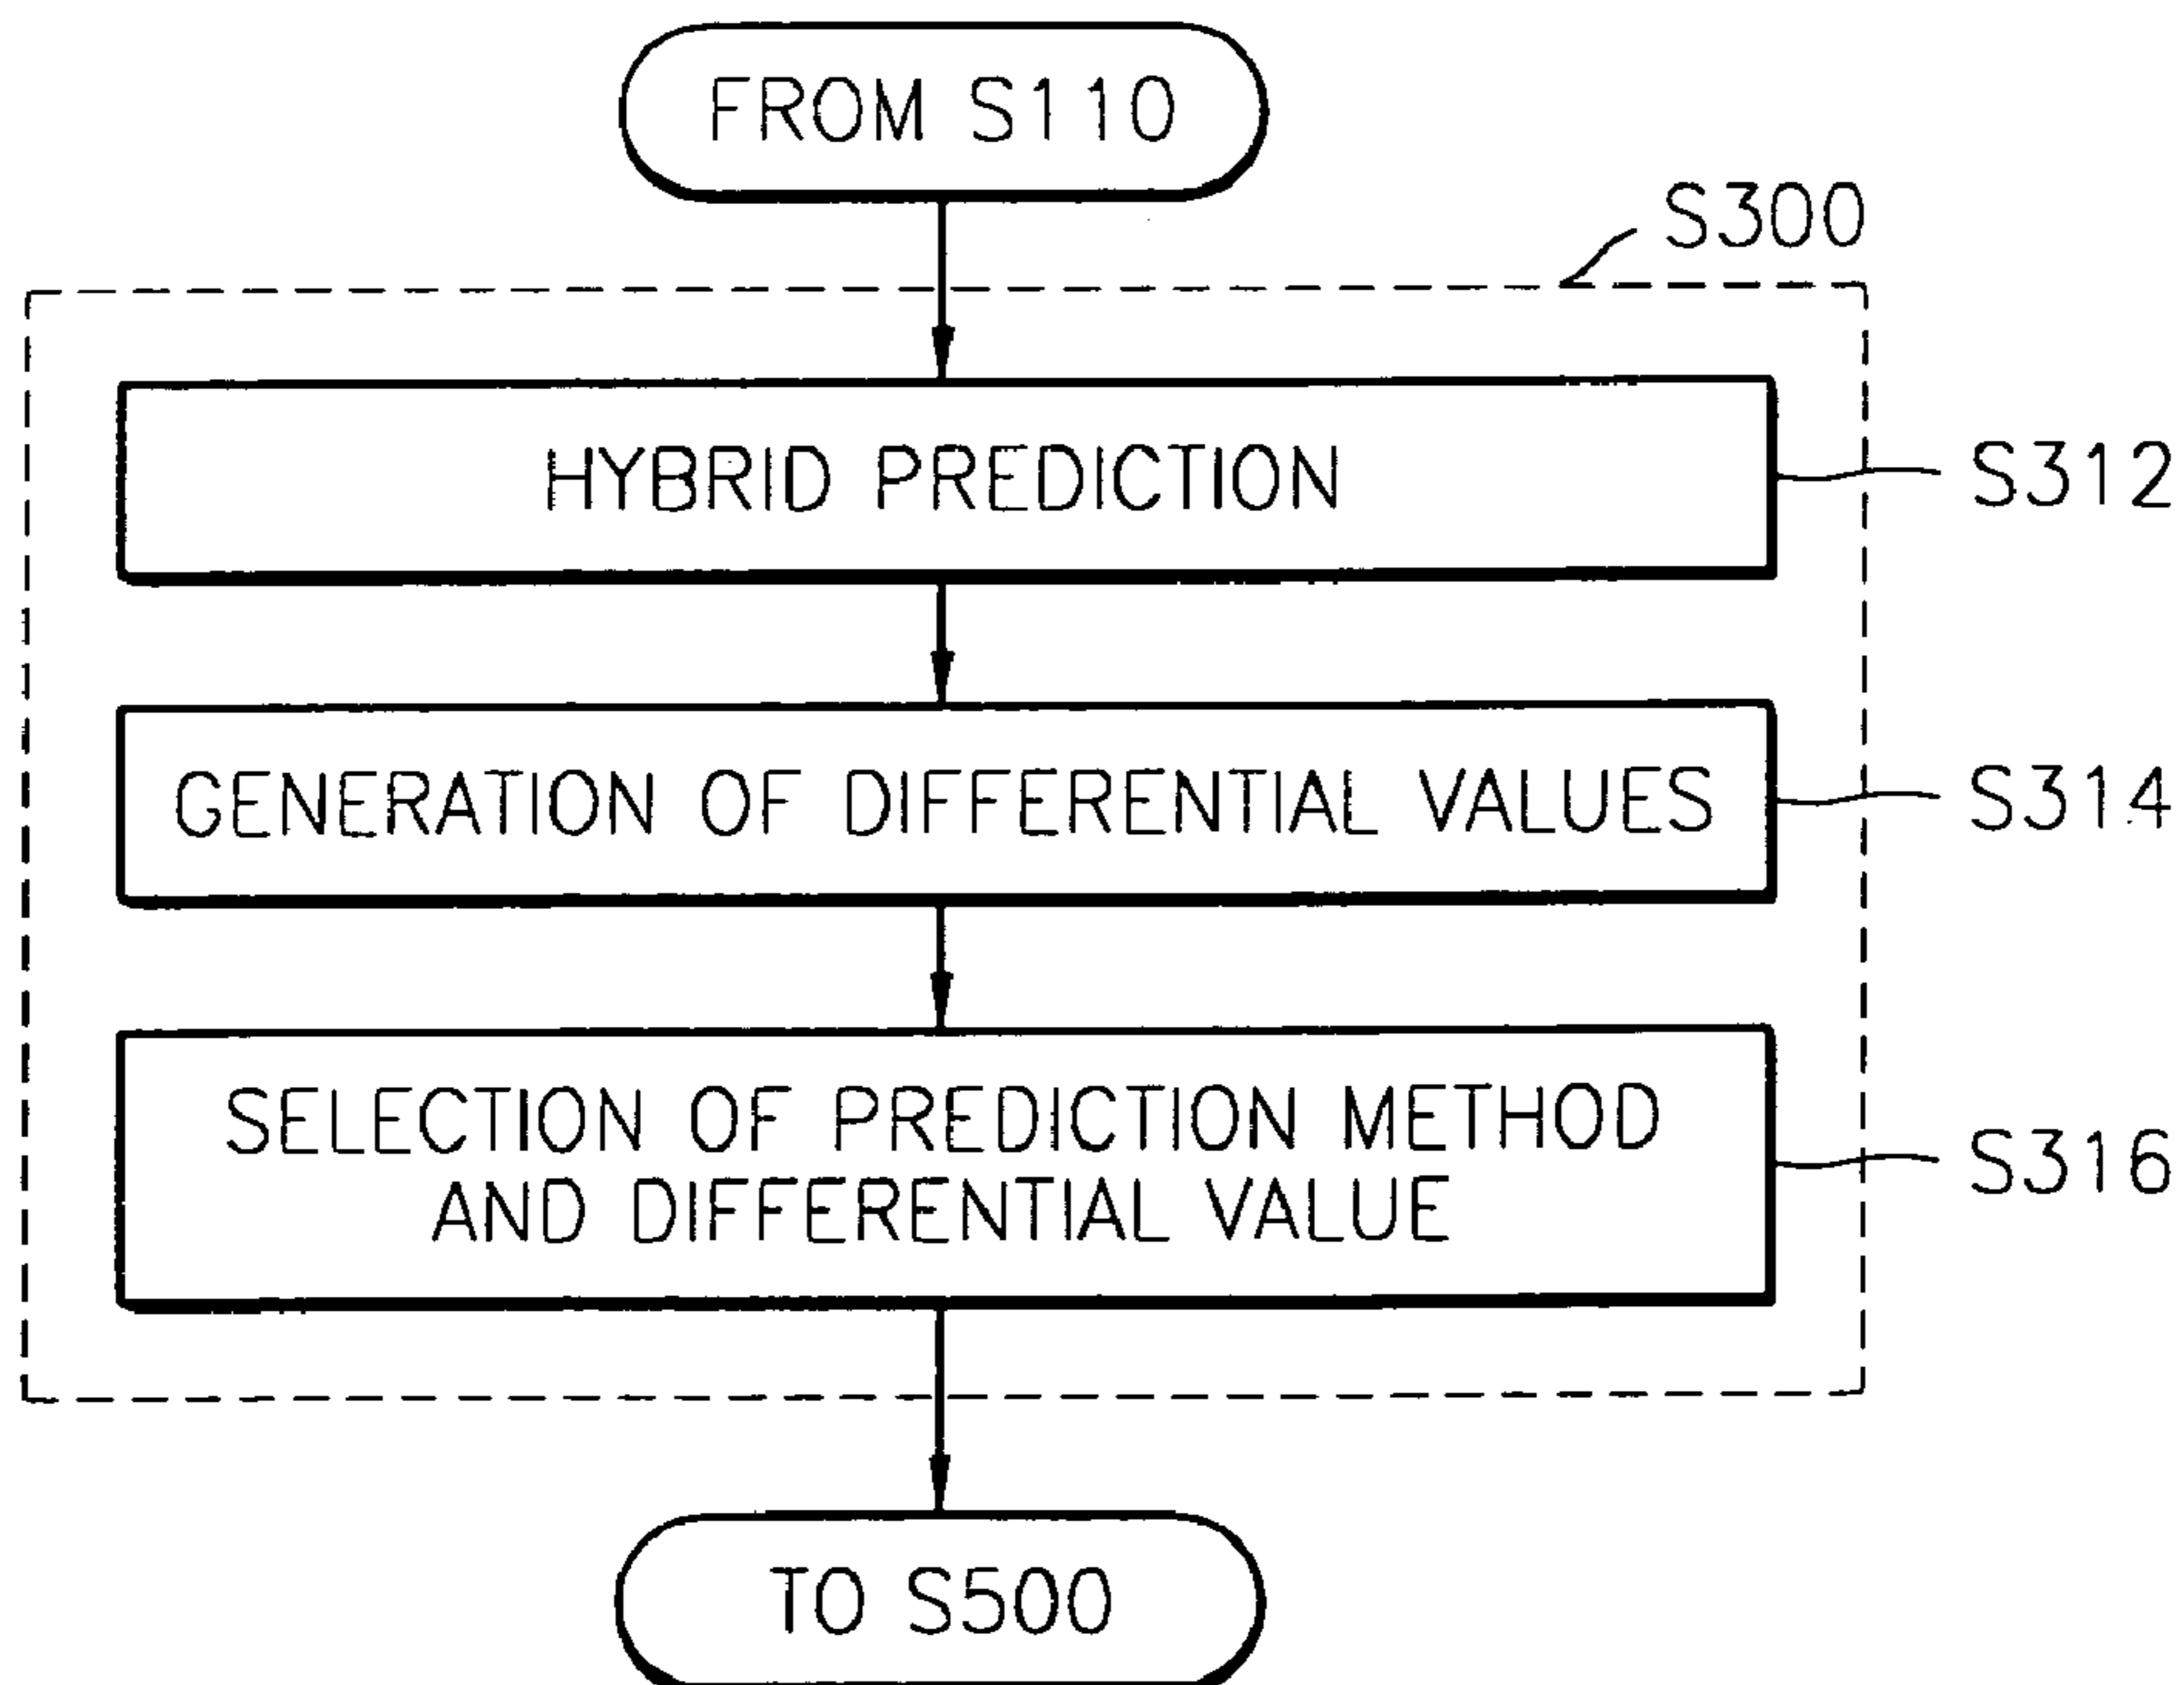 FROM S110
S300
HYBRID PREDICTION
S312
GENERATION OF DIFFERENTIAL VALUES
S314
SELECTION OF PREDICTION METHOD
AND DIFFERENTIAL VALUE
S316
TO S500